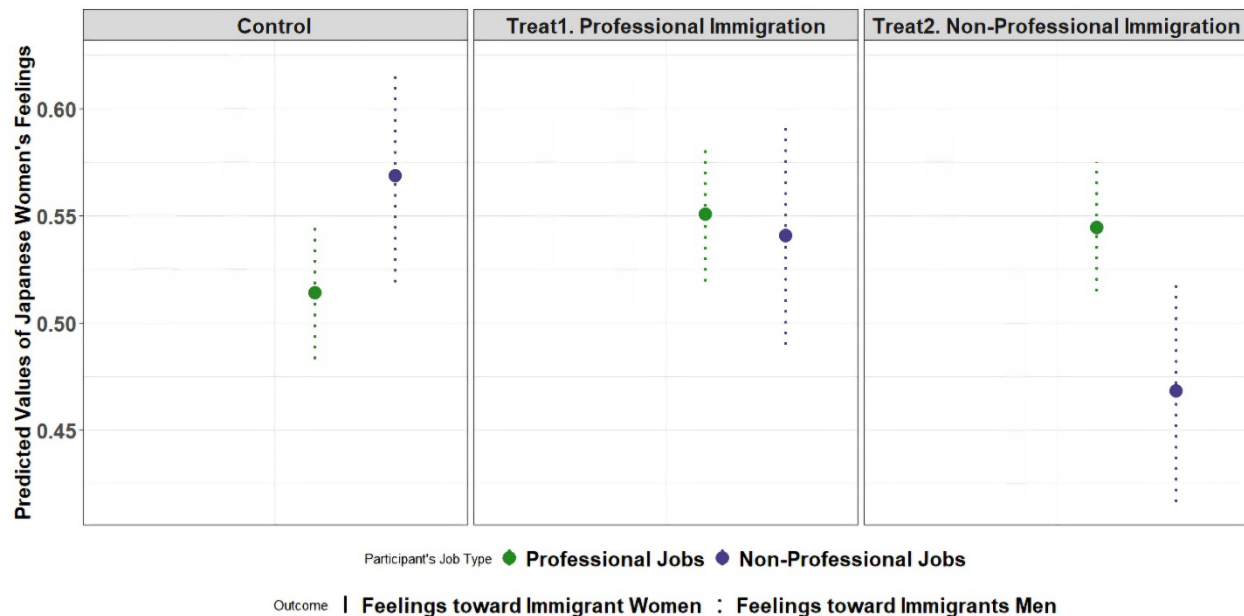 Control
Treat1. Professional Immigration
Treat2. Non-Professional Immigration
Predicted Values of Japanese Women's Feelings
0.60
0.55
0.50
0.45
Participant's Job Type Professional Jobs Non-Professional Jobs
Outcome Feelings toward Immigrant Women Feelings toward Immigrants Men